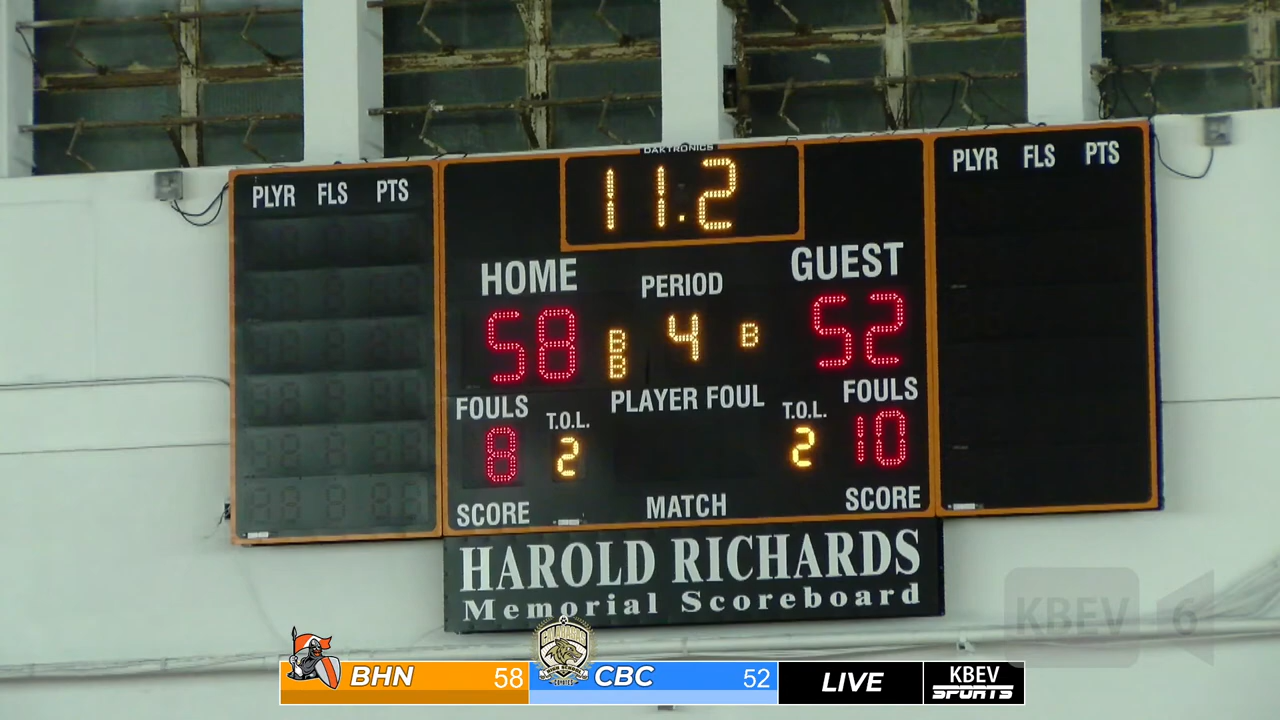 DAKTRONICS
PLYR FLS PTS
11.2
PLYR FLS PTS
HOME PERIOD GUEST
58 B B 4 B 52
FOULS T.O.L. PLAYER FOUL T.O.L. FOULS
8 2 2 10
SCORE MATCH SCORE
HAROLD RICHARDS
Memorial Scoreboard
KBEV 6
BHN 58 CBC 52 LIVE KBEV
SPORTS